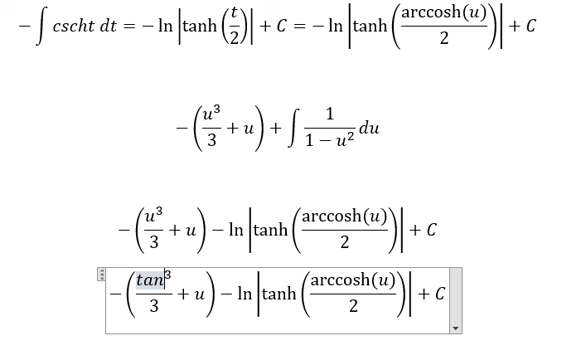 − ∫ cscht dt = − ln |tanh (t/2)| + C = − ln |tanh (arccosh(u)/2)| + C
− (u³/3 + u) + ∫ 1/(1 − u²) du
− (u³/3 + u) − ln |tanh (arccosh(u)/2)| + C
− (tan³/3 + u) − ln |tanh (arccosh(u)/2)| + C